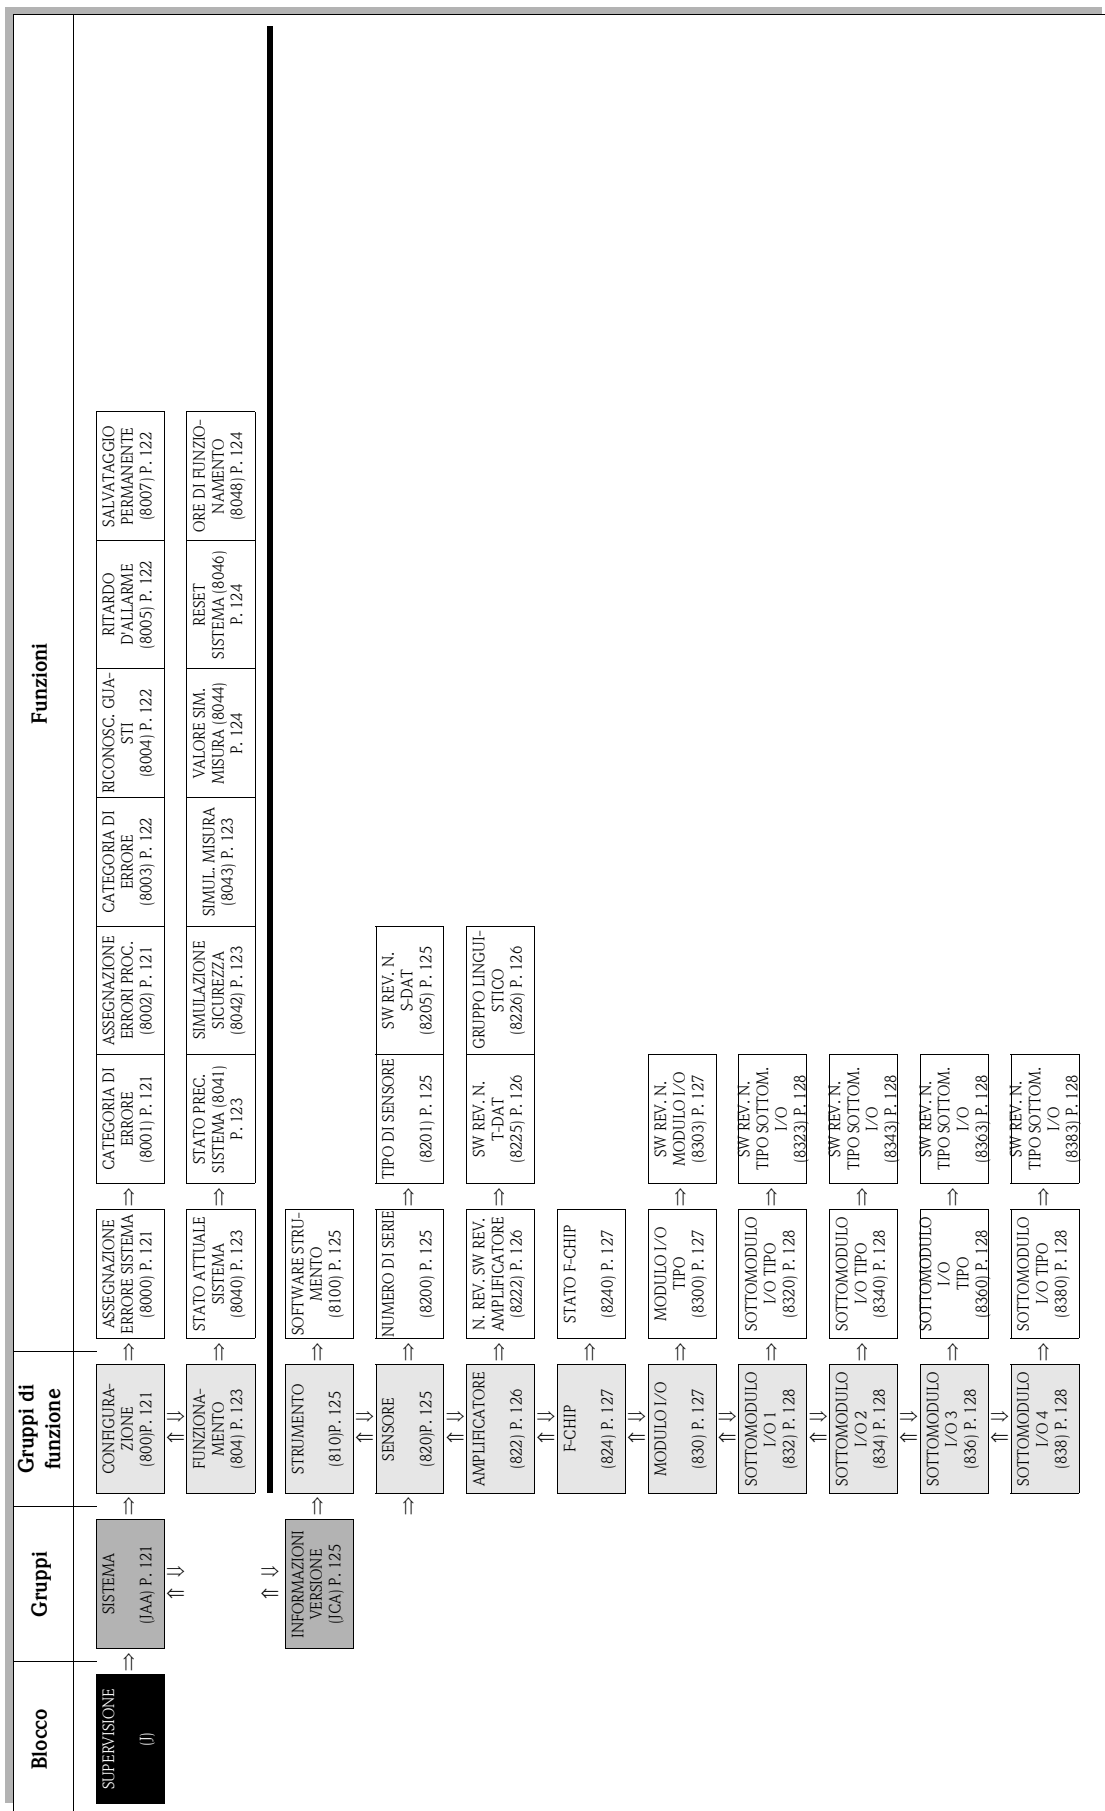 Blocco
Gruppi
Gruppi di
funzione
Funzioni
SUPERVISIONE
(J)
⇒
SISTEMA
(JAA) P. 121
⇒
CONFIGURA–
ZIONE
(800)P. 121
⇒
ASSEGNAZIONE
ERRORE SISTEMA
(8000) P. 121
⇒
CATEGORIA DI
ERRORE
(8001) P. 121
ASSEGNAZIONE
ERRORI PROC.
(8002) P. 121
CATEGORIA DI
ERRORE
(8003) P. 122
RICONOSC. GUA–
STI
(8004) P. 122
RITARDO
D'ALLARME
(8005) P. 122
SALVATAGGIO
PERMANENTE
(8007) P. 122
⇑⇓
⇑⇓
FUNZIONA–
MENTO
(804) P. 123
⇒
STATO ATTUALE
SISTEMA
(8040) P. 123
⇒
STATO PREC.
SISTEMA (8041)
P. 123
SIMULAZIONE
SICUREZZA
(8042) P. 123
SIMUL. MISURA
(8043) P. 123
VALORE SIM.
MISURA (8044)
P. 124
RESET
SISTEMA (8046)
P. 124
ORE DI FUNZIO–
NAMENTO
(8048) P. 124
⇑⇓
INFORMAZIONI
VERSIONE
(JCA) P. 125
⇒
STRUMENTO
(810)P. 125
⇒
SOFTWARE STRU–
MENTO
(8100) P. 125
⇑⇓
⇒
SENSORE
(820)P. 125
⇒
NUMERO DI SERIE
(8200) P. 125
⇒
TIPO DI SENSORE
(8201) P. 125
SW REV. N.
S-DAT
(8205) P. 125
⇑⇓
AMPLIFICATORE
(822) P. 126
⇒
N. REV. SW REV.
AMPLIFICATORE
(8222) P. 126
⇒
SW REV. N.
T-DAT
(8225) P. 126
GRUPPO LINGUI–
STICO
(8226) P. 126
⇑⇓
F-CHIP
(824) P. 127
⇒
STATO F-CHIP
(8240) P. 127
⇑⇓
MODULO I/O
(830) P. 127
⇒
MODULO I/O
TIPO
(8300) P. 127
⇒
SW REV. N.
MODULO I/O
(8303) P. 127
⇑⇓
SOTTOMODULO
I/O 1
(832) P. 128
⇒
SOTTOMODULO
I/O TIPO
(8320) P. 128
⇒
SW REV. N.
TIPO SOTTOM.
I/O
(8323) P. 128
⇑⇓
SOTTOMODULO
I/O 2
(834) P. 128
⇒
SOTTOMODULO
I/O TIPO
(8340) P. 128
⇒
SW REV. N.
TIPO SOTTOM.
I/O
(8343) P. 128
⇑⇓
SOTTOMODULO
I/O 3
(836) P. 128
⇒
SOTTOMODULO
I/O
TIPO
(8360) P. 128
⇒
SW REV. N.
TIPO SOTTOM.
I/O
(8363) P. 128
⇑⇓
SOTTOMODULO
I/O 4
(838) P. 128
⇒
SOTTOMODULO
I/O TIPO
(8380) P. 128
⇒
SW REV. N.
TIPO SOTTOM.
I/O
(8383) P. 128